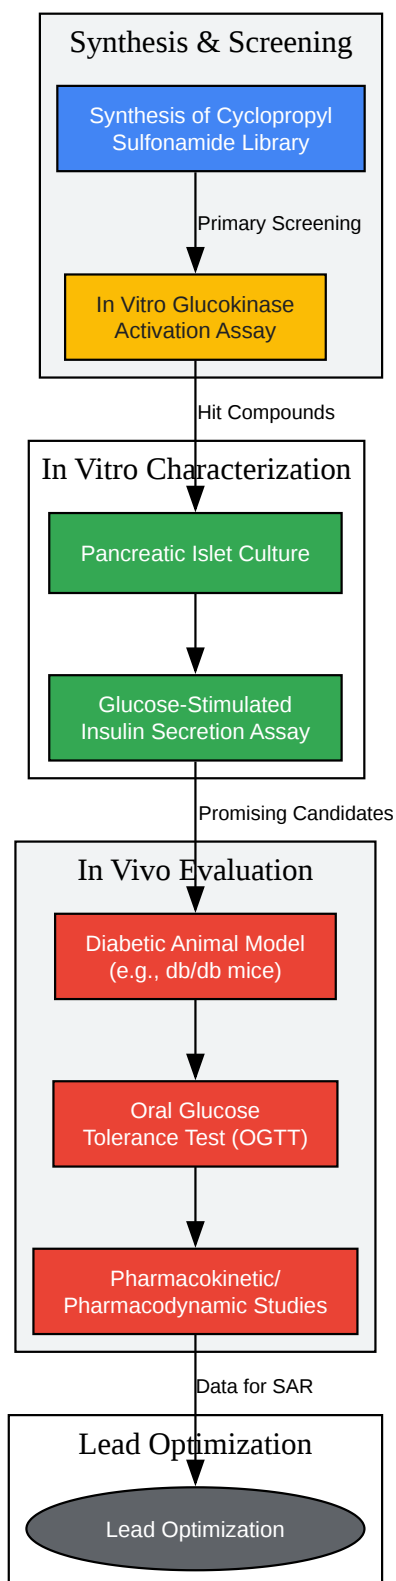 Synthesis & Screening
Synthesis of Cyclopropyl
Sulfonamide Library
Primary Screening
In Vitro Glucokinase
Activation Assay
Hit Compounds
In Vitro Characterization
Pancreatic Islet Culture
Glucose-Stimulated
Insulin Secretion Assay
Promising Candidates
In Vivo Evaluation
Diabetic Animal Model
(e.g., db/db mice)
Oral Glucose
Tolerance Test (OGTT)
Pharmacokinetic/
Pharmacodynamic Studies
Data for SAR
Lead Optimization
Lead Optimization